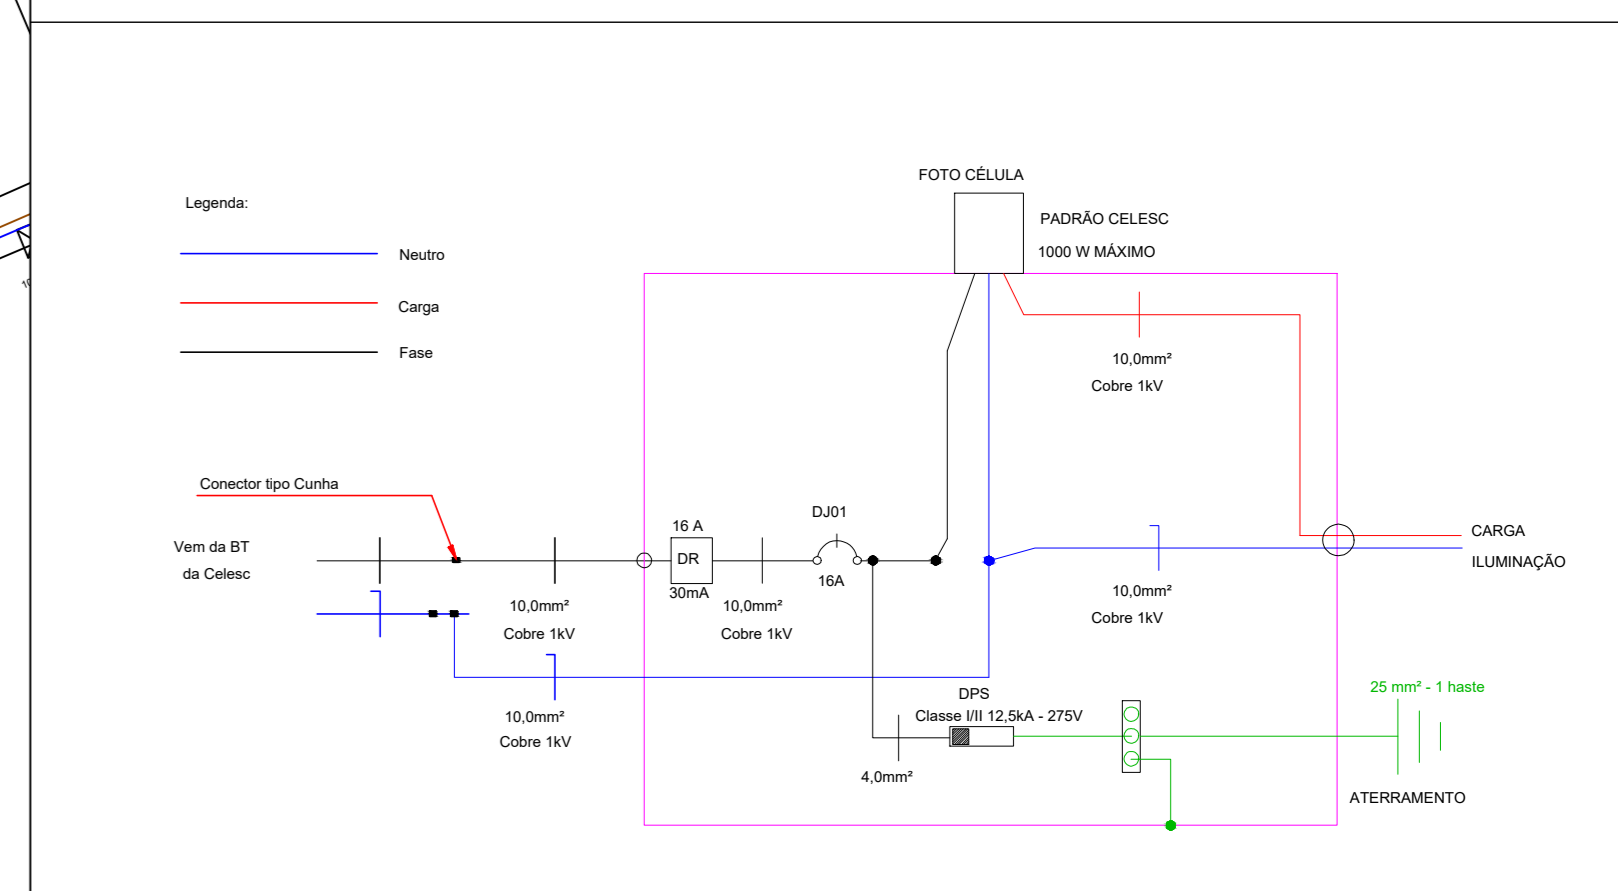 FOTO CÉLULA
Legenda:
PADRÃO CELESC
1000 W MÁXIMO
Neutro
Carga
Fase
10,0mm²
Cobre 1kV
Conector tipo Cunha
DJ01
16 A
Vem da BT
da Celesc
DR
16A
30mA
CARGA
ILUMINAÇÃO
10,0mm²
Cobre 1kV
10,0mm²
Cobre 1kV
10,0mm²
Cobre 1kV
10,0mm²
Cobre 1kV
DPS
Classe I/II 12,5kA - 275V
4,0mm²
25 mm² - 1 haste
ATERRAMENTO